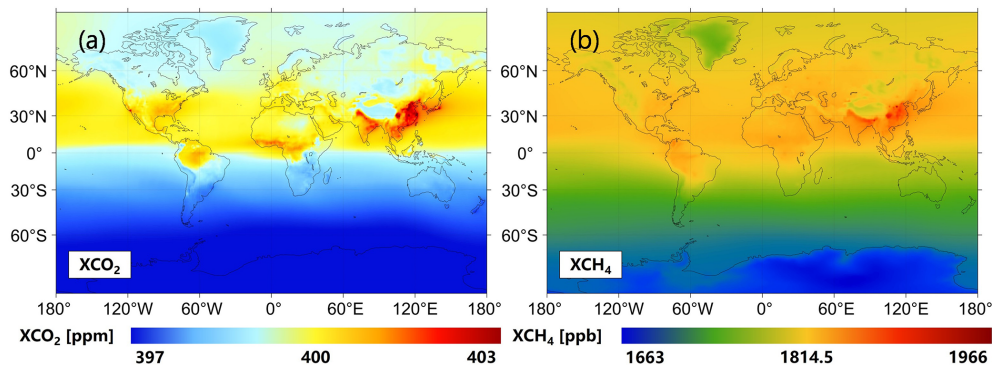 (a)
60°N
30°N
0°
30°S
60°S
XCO₂
180° 120°W 60°W 0° 60°E 120°E 180°
XCO₂ [ppm]
397 400 403
(b)
60°N
30°N
0°
30°S
60°S
XCH₄
180° 120°W 60°W 0° 60°E 120°E 180°
XCH₄ [ppb]
1663 1814.5 1966